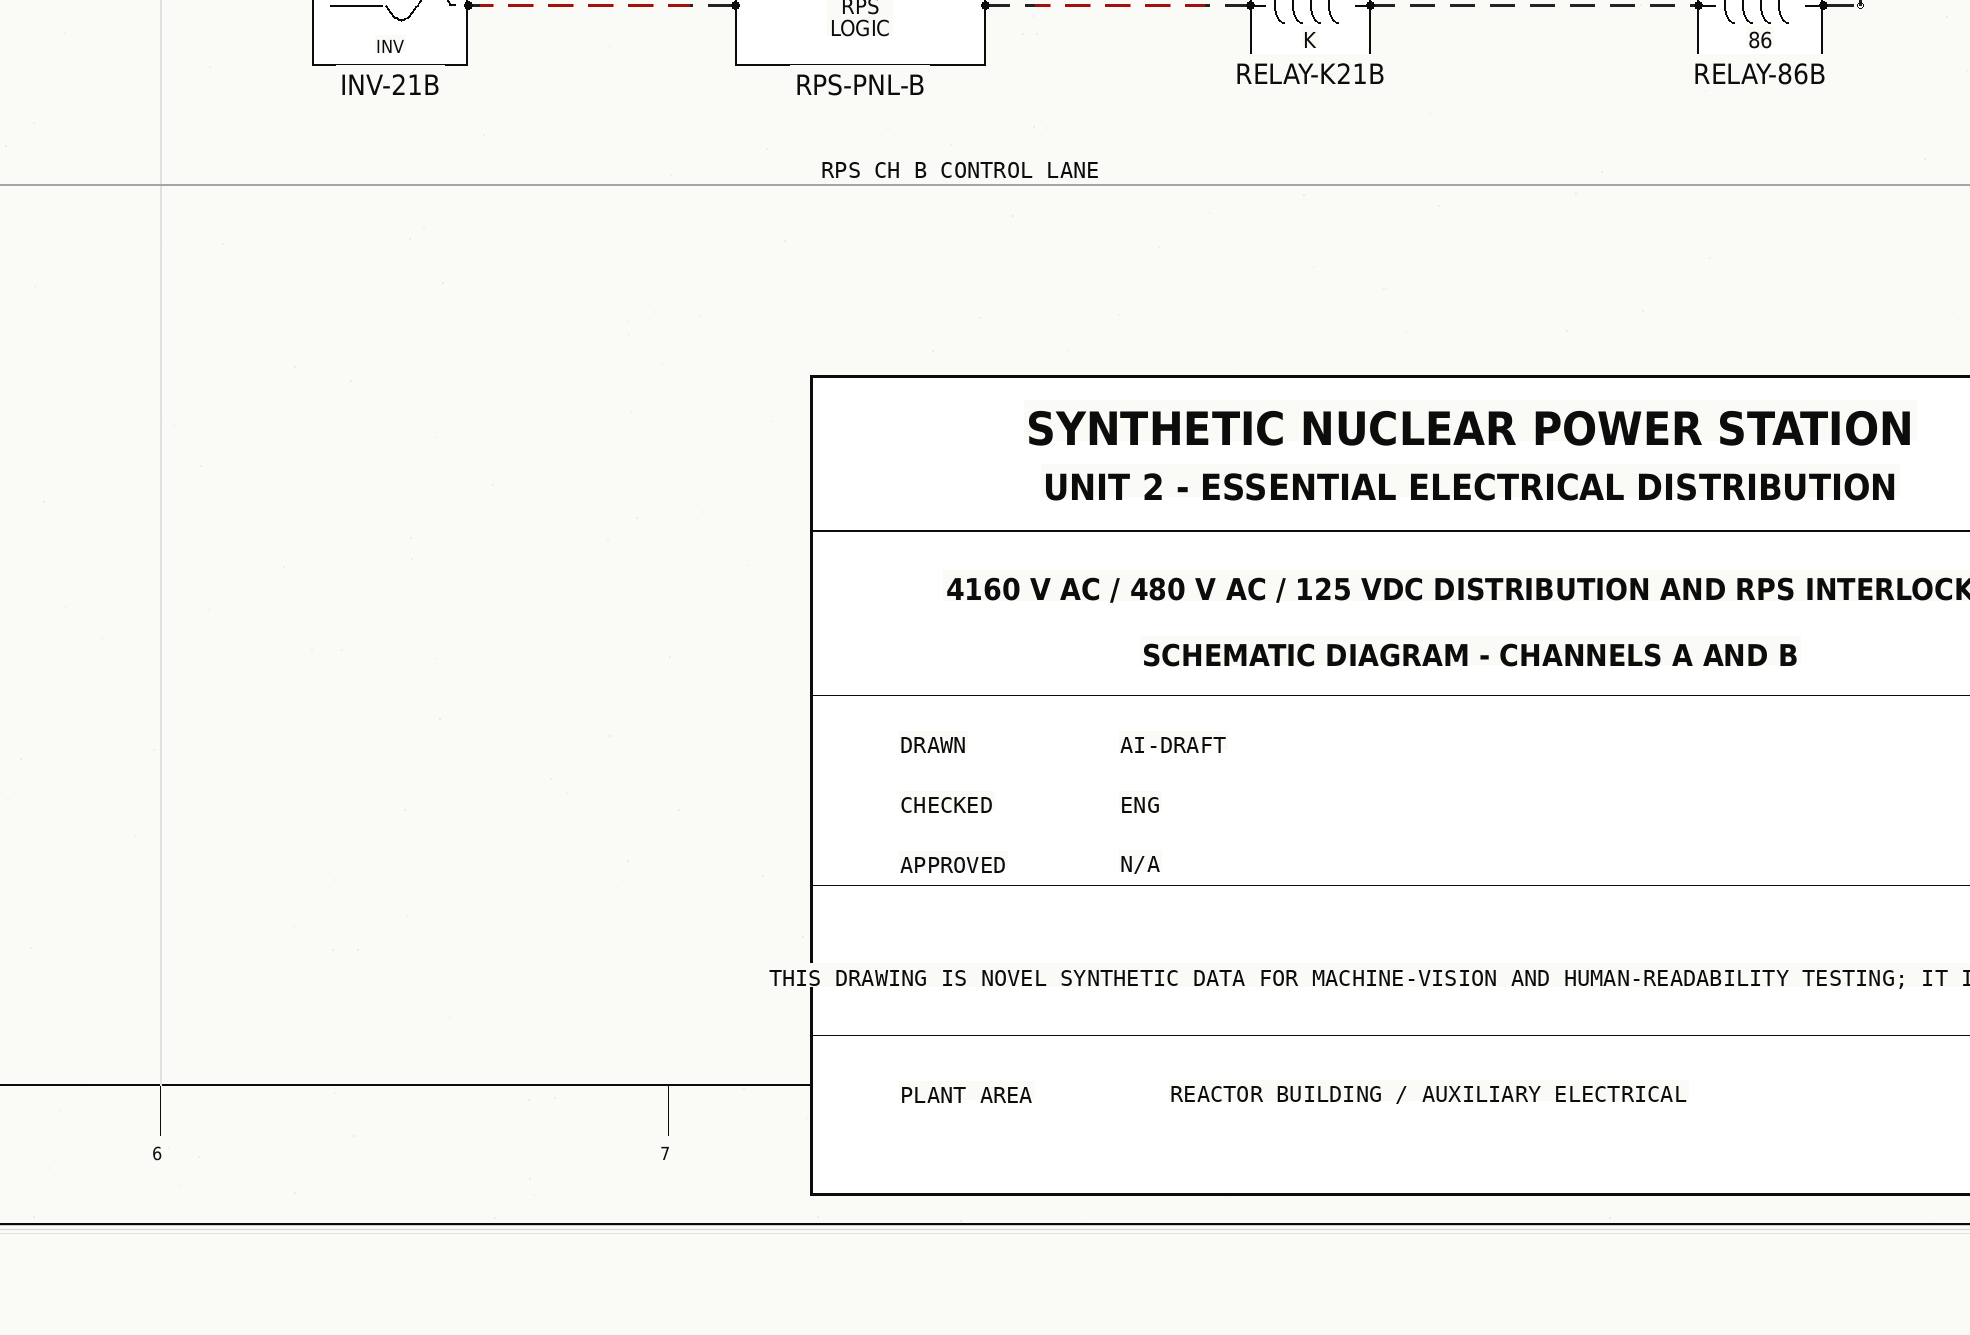 RPS
LOGIC
INV
K
86
INV-21B
RPS-PNL-B
RELAY-K21B
RELAY-86B
RPS CH B CONTROL LANE
SYNTHETIC NUCLEAR POWER STATION
UNIT 2 - ESSENTIAL ELECTRICAL DISTRIBUTION
4160 V AC / 480 V AC / 125 VDC DISTRIBUTION AND RPS INTERLOCK
SCHEMATIC DIAGRAM - CHANNELS A AND B
DRAWN AI-DRAFT
CHECKED ENG
APPROVED N/A
THIS DRAWING IS NOVEL SYNTHETIC DATA FOR MACHINE-VISION AND HUMAN-READABILITY TESTING; IT
PLANT AREA REACTOR BUILDING / AUXILIARY ELECTRICAL
6
7